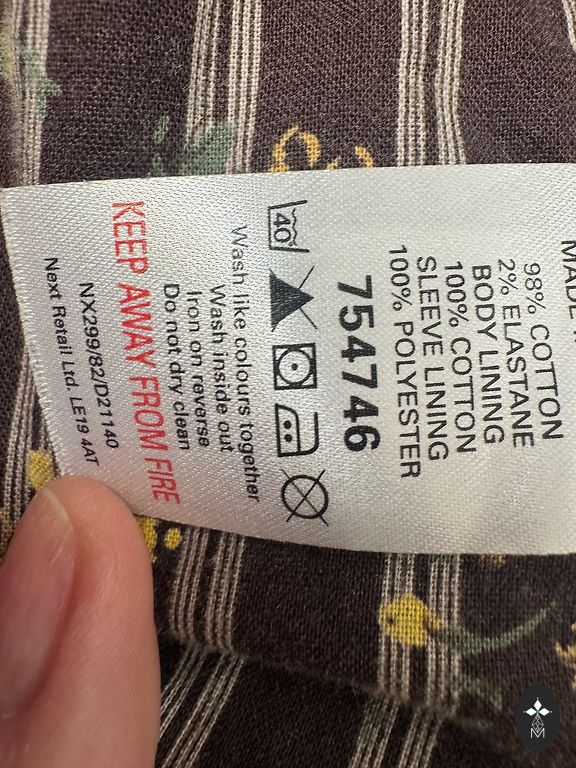 MADE
98% COTTON
2% ELASTANE
BODY LINING
100% COTTON
SLEEVE LINING
100% POLYESTER
754746
40
Wash like colours together
Wash inside out
Iron on reverse
Do not dry clean
KEEP AWAY FROM FIRE
NX299/82/D21140
Next Retail Ltd. LE19 4AT